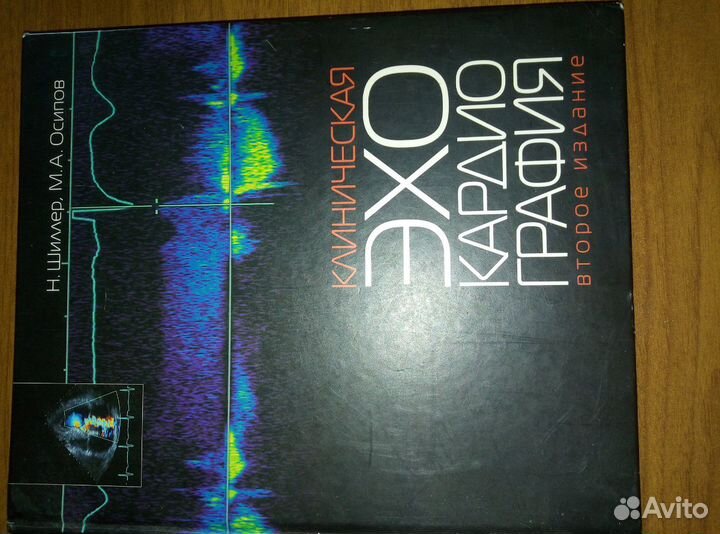 Н. Шиллер, М.А. Осипов
КЛИНИЧЕСКАЯ
ЭХО
КАРДИО
ГРАФИЯ
второе издание
Avito